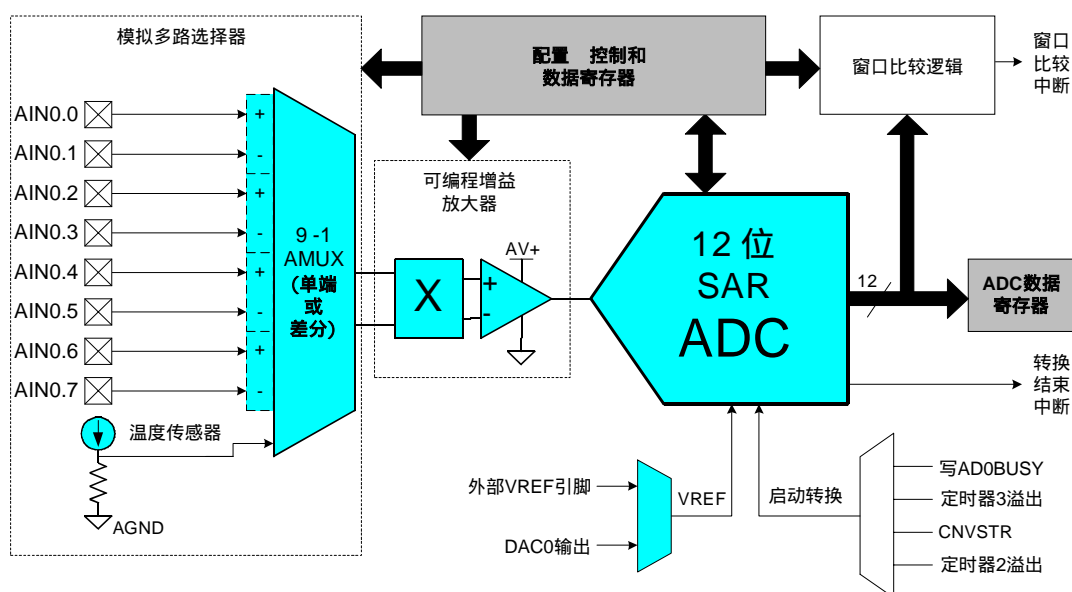 模拟多路选择器
AIN0.0
AIN0.1
AIN0.2
AIN0.3
AIN0.4
AIN0.5
AIN0.6
AIN0.7
+
-
+
-
+
-
+
-
9 -1
AMUX
(单端
或
差分)
温度传感器
AGND
配置 控制和
数据寄存器
可编程增益
放大器
X
AV+
+
-
12 位
SAR
ADC
窗口比较逻辑
窗口
比较
中断
12
ADC数据
寄存器
转换
结束
中断
外部VREF引脚
DAC0输出
VREF
启动转换
写AD0BUSY
定时器3溢出
CNVSTR
定时器2溢出